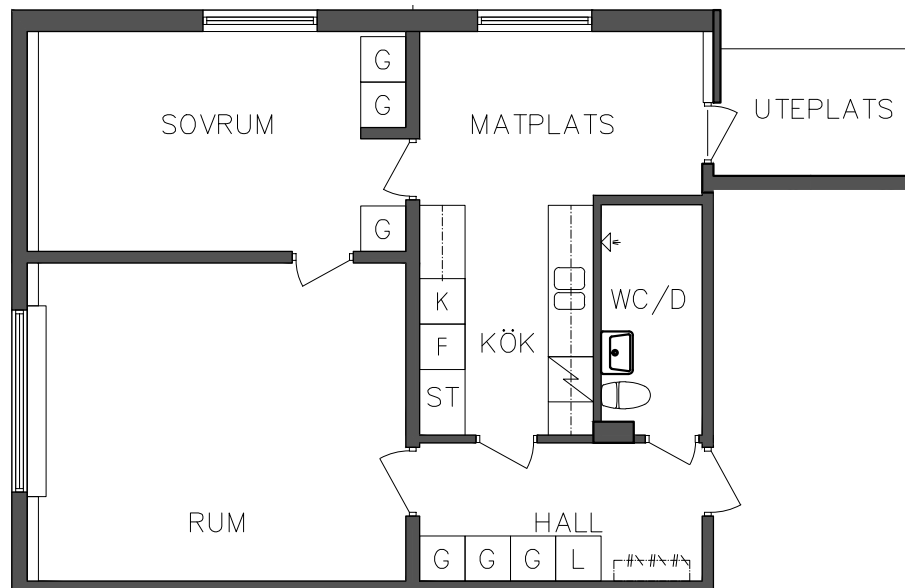 G
G
SOVRUM
MATPLATS
UTEPLATS
G
K
WC/D
F
KÖK
ST
RUM
HALL
G G G L